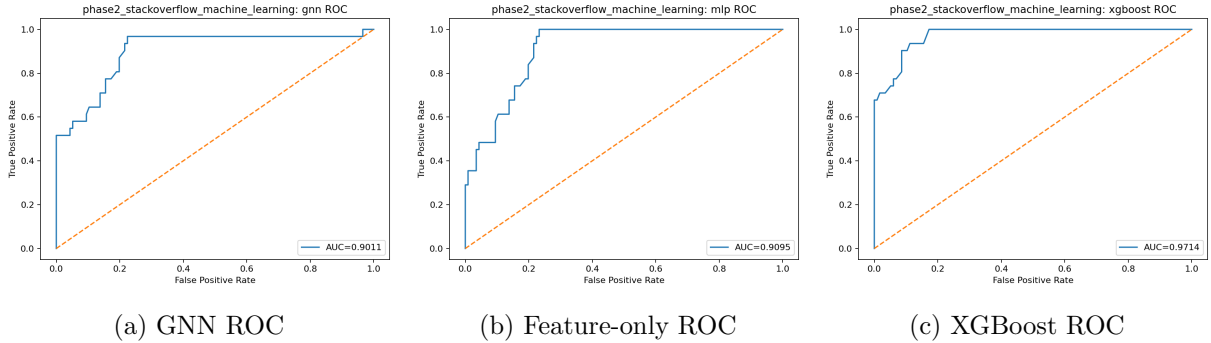 phase2_stackoverflow_machine_learning: gnn ROC
1.0
0.8
0.6
0.4
0.2
0.0
True Positive Rate
AUC=0.9011
0.0 0.2 0.4 0.6 0.8 1.0
False Positive Rate
(a) GNN ROC
phase2_stackoverflow_machine_learning: mlp ROC
1.0
0.8
0.6
0.4
0.2
0.0
True Positive Rate
AUC=0.9095
0.0 0.2 0.4 0.6 0.8 1.0
False Positive Rate
(b) Feature-only ROC
phase2_stackoverflow_machine_learning: xgboost ROC
1.0
0.8
0.6
0.4
0.2
0.0
True Positive Rate
AUC=0.9714
0.0 0.2 0.4 0.6 0.8 1.0
False Positive Rate
(c) XGBoost ROC